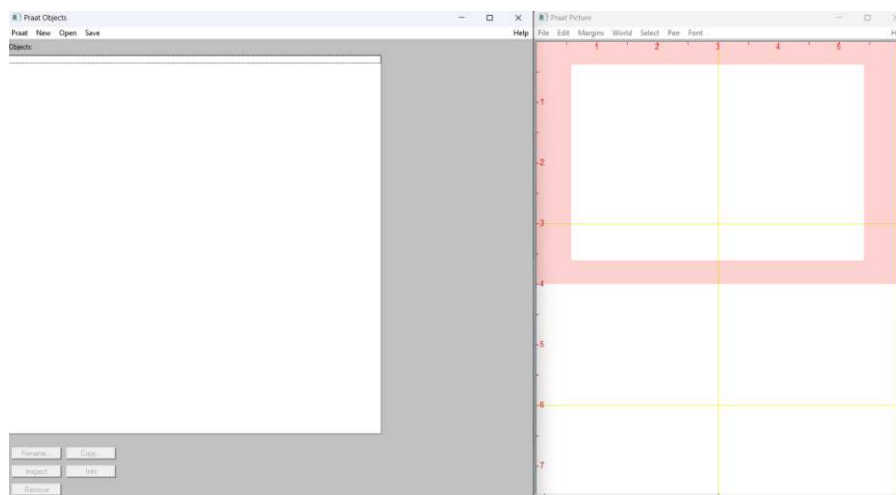 Praat Objects
Praat New Open Save Help
Objects:
Rename... Copy...
Inspect Info
Remove
Praat Picture
File Edit Margins World Select Pen Font
1 2 3 4 5
1
2
3
4
5
6
7